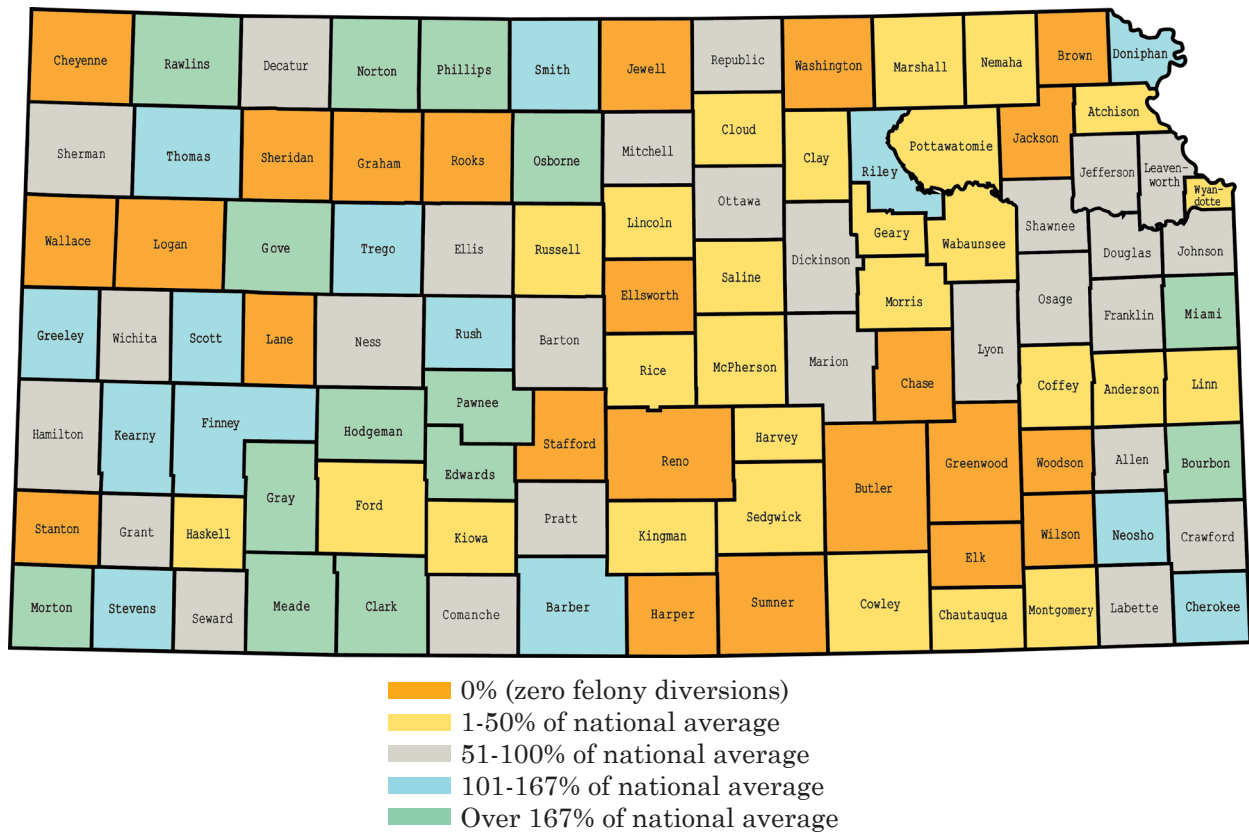 Cheyenne
Rawlins
Decatur
Norton
Phillips
Smith
Jewell
Republic
Washington
Marshall
Nemaha
Brown
Doniphan
Sherman
Thomas
Sheridan
Graham
Rooks
Osborne
Mitchell
Cloud
Clay
Riley
Pottawatomie
Jackson
Atchison
Jefferson
Leaven-
worth
Wyan-
dotte
Wallace
Logan
Gove
Trego
Ellis
Russell
Lincoln
Ottawa
Saline
Dickinson
Geary
Wabaunsee
Shawnee
Douglas
Johnson
Greeley
Wichita
Scott
Lane
Ness
Rush
Barton
Ellsworth
Rice
McPherson
Marion
Morris
Chase
Lyon
Osage
Franklin
Miami
Coffey
Anderson
Linn
Hamilton
Kearny
Finney
Hodgeman
Pawnee
Edwards
Stafford
Reno
Harvey
Butler
Greenwood
Woodson
Allen
Bourbon
Stanton
Grant
Haskell
Gray
Ford
Kiowa
Pratt
Kingman
Sedgwick
Elk
Wilson
Neosho
Crawford
Morton
Stevens
Seward
Meade
Clark
Comanche
Barber
Harper
Sumner
Cowley
Chautauqua
Montgomery
Labette
Cherokee
0% (zero felony diversions)
1-50% of national average
51-100% of national average
101-167% of national average
Over 167% of national average